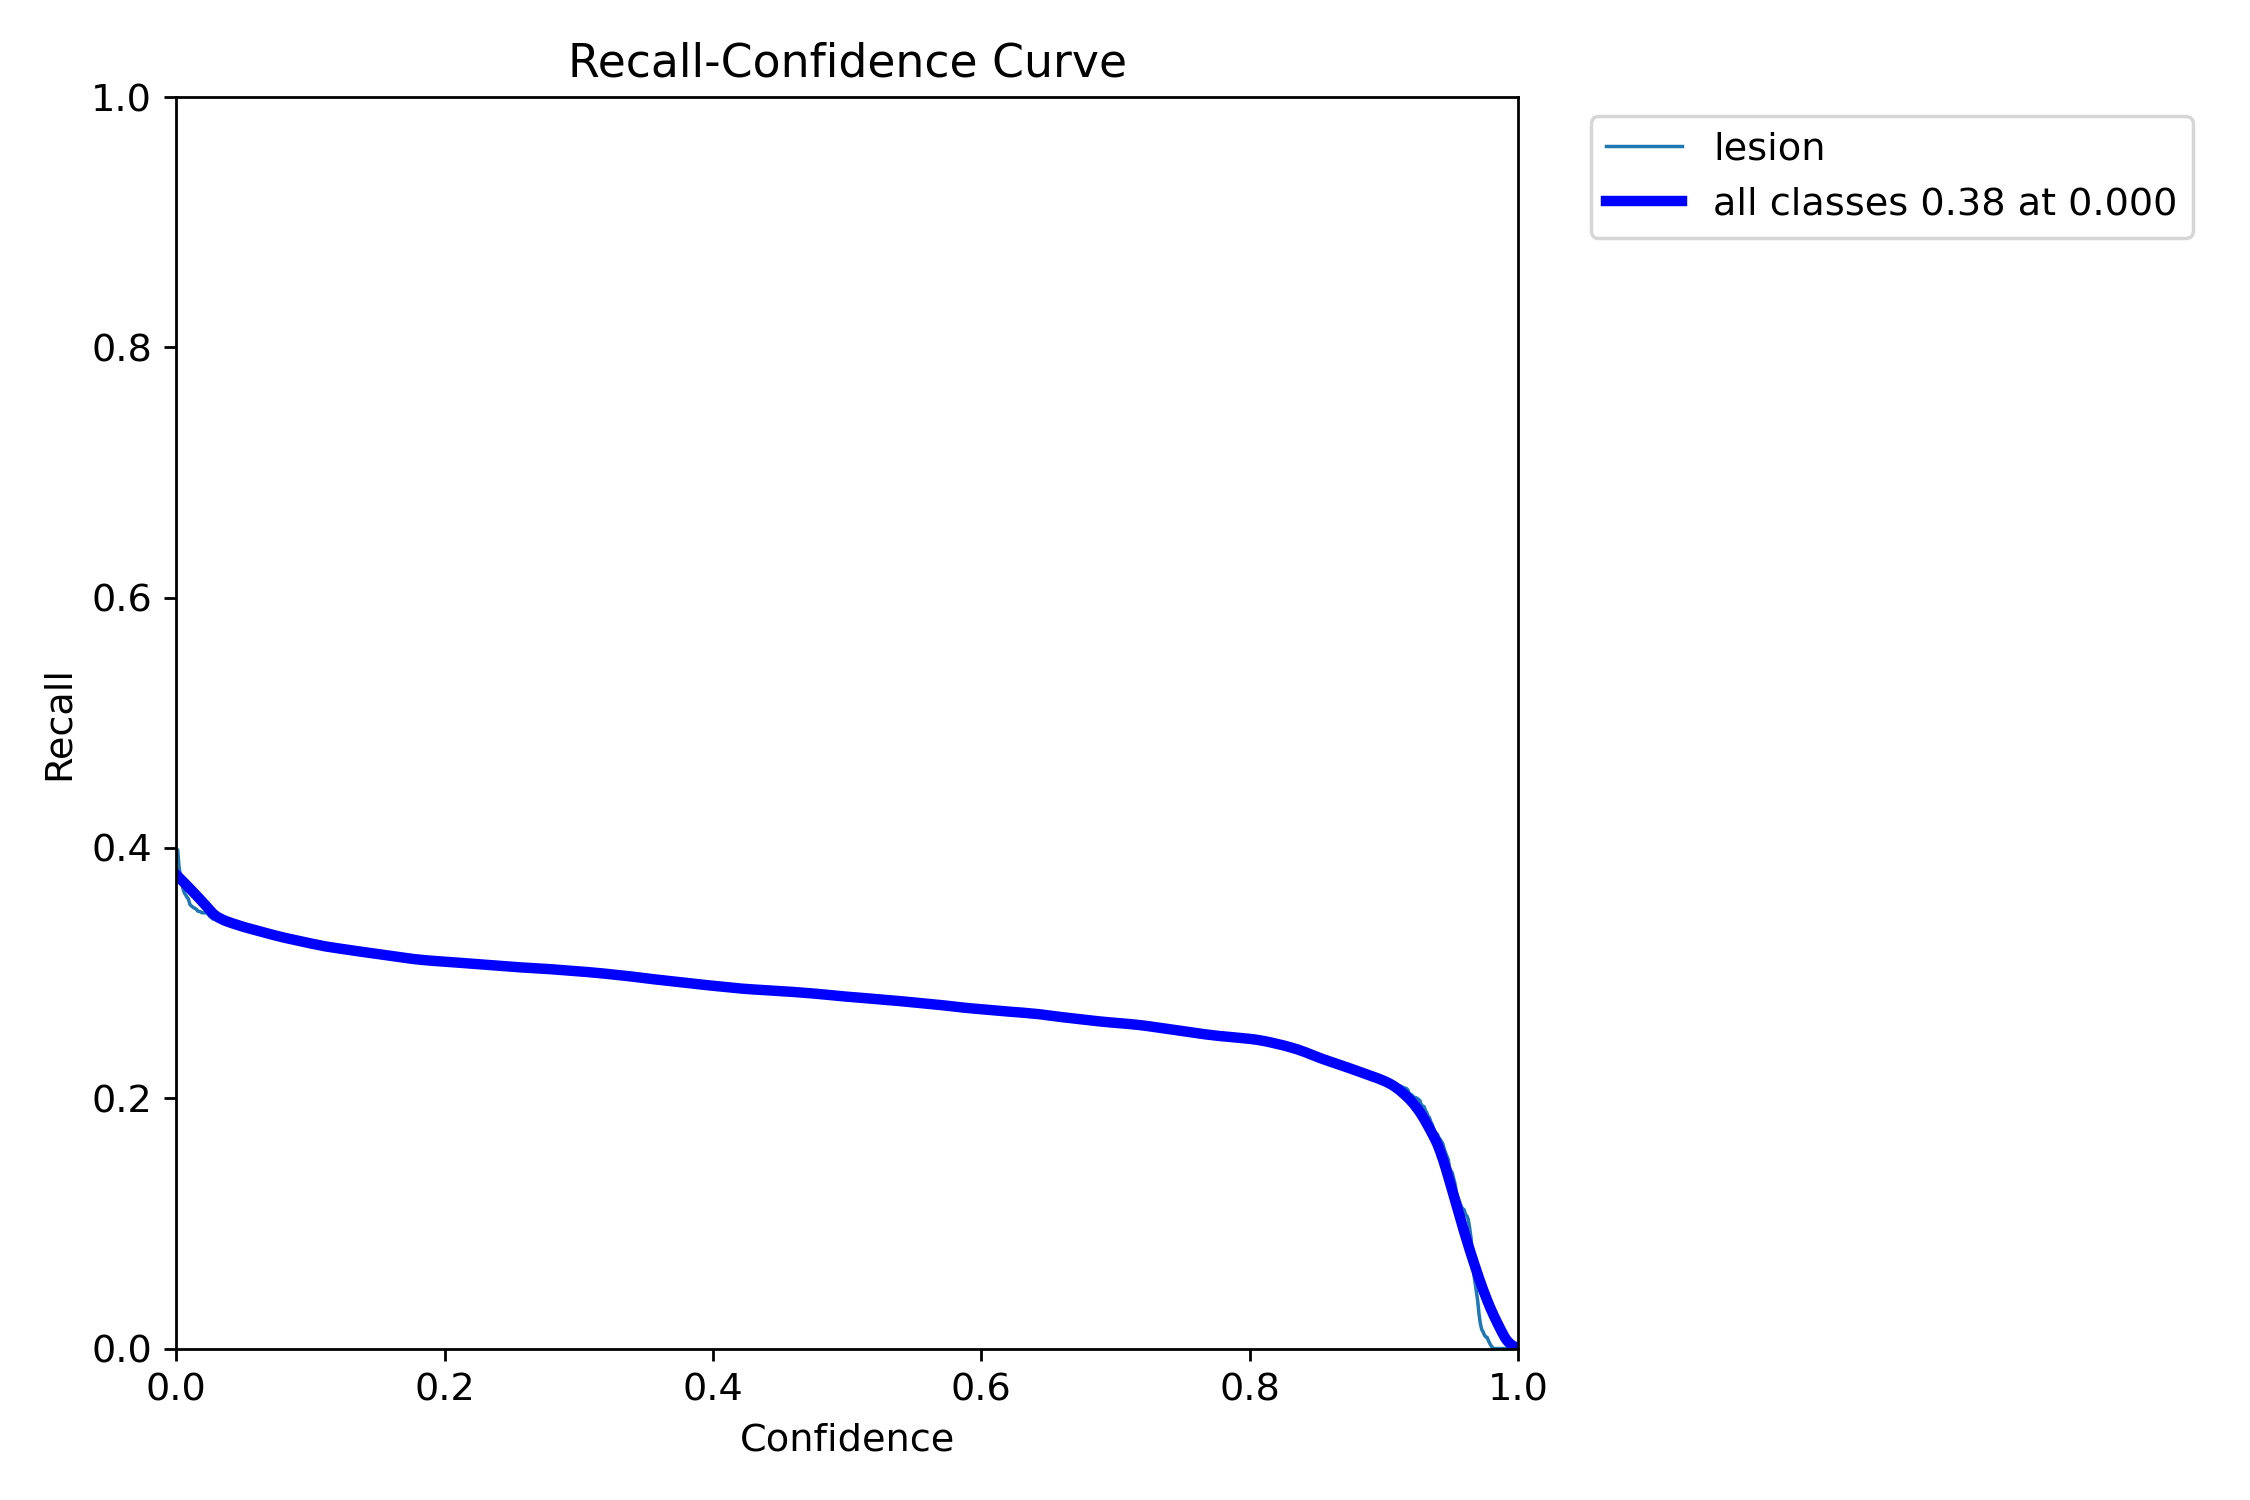 Recall-Confidence Curve
1.0
0.8
0.6
0.4
0.2
0.0
Recall
0.0 0.2 0.4 0.6 0.8 1.0
Confidence
lesion
all classes 0.38 at 0.000